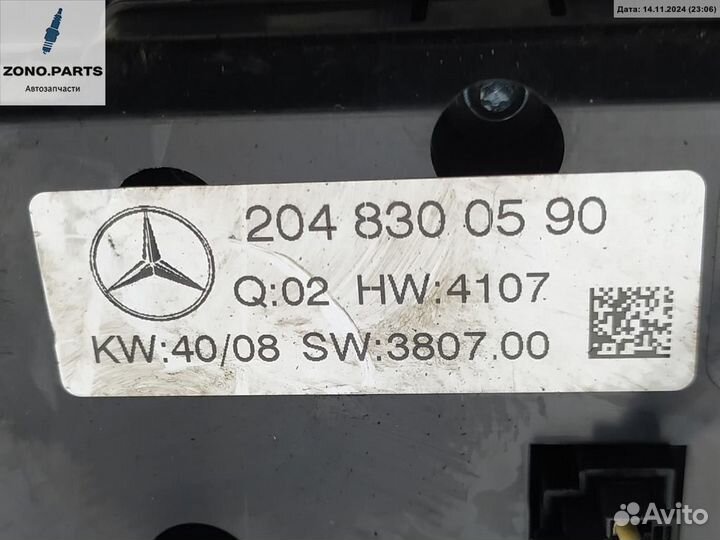 Дата: 14.11.2024 (23:06)
ZONO.PARTS
Автозапчасти
204 830 05 90
Q:02 HW:4107
KW:40/08 SW:3807.00
Avito